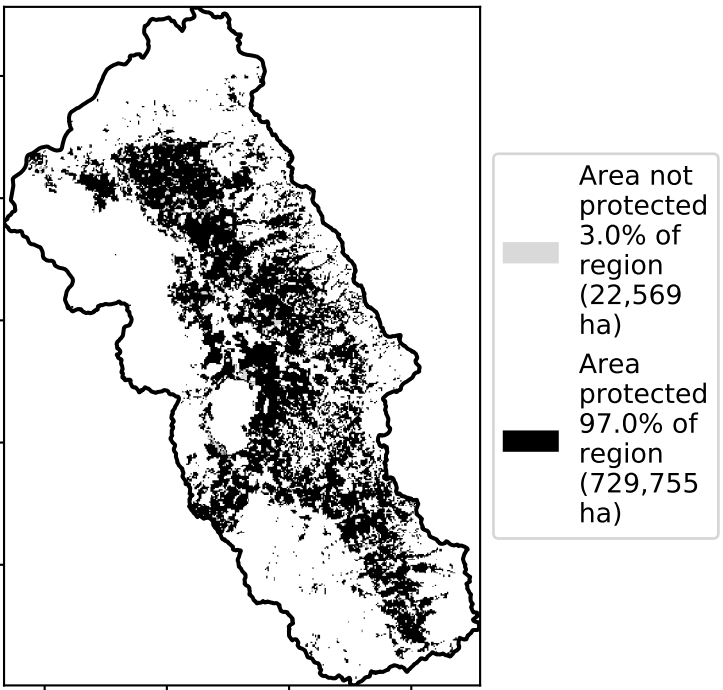 Area not
protected
3.0% of
region
(22,569
ha)
Area
protected
97.0% of
region
(729,755
ha)